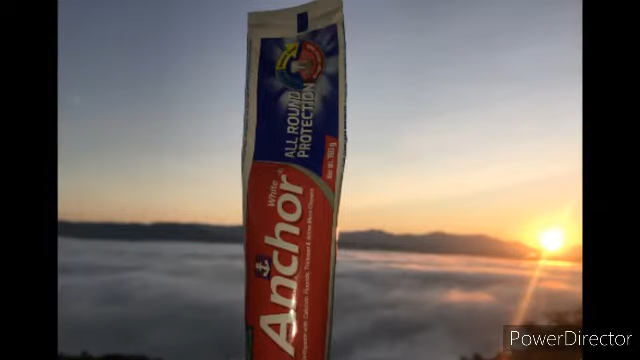 ALL ROUND
PROTECTION
White
Anchor
PowerDirector